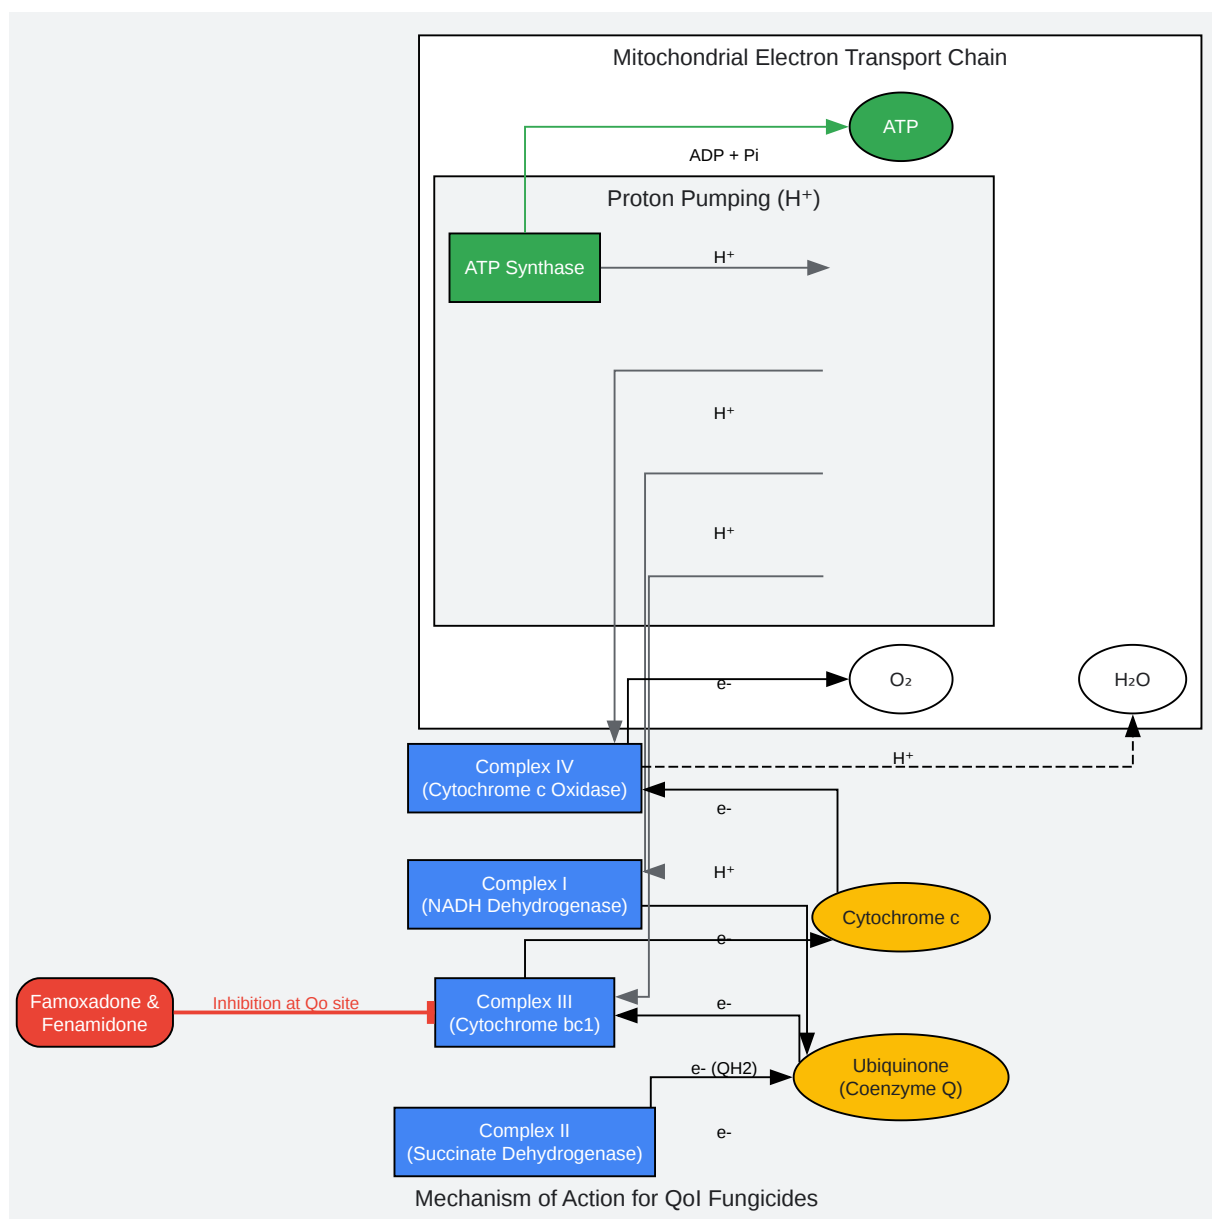 Mitochondrial Electron Transport Chain
ATP
ADP + Pi
Proton Pumping (H⁺)
ATP Synthase
H⁺
H⁺
H⁺
e-
O₂
H₂O
Complex IV
(Cytochrome c Oxidase)
H⁺
e-
Complex I
(NADH Dehydrogenase)
H⁺
Cytochrome c
e-
Famoxadone &
Fenamidone
Inhibition at Qo site
Complex III
(Cytochrome bc1)
e-
Ubiquinone
(Coenzyme Q)
e- (QH2)
Complex II
(Succinate Dehydrogenase)
e-
Mechanism of Action for QoI Fungicides